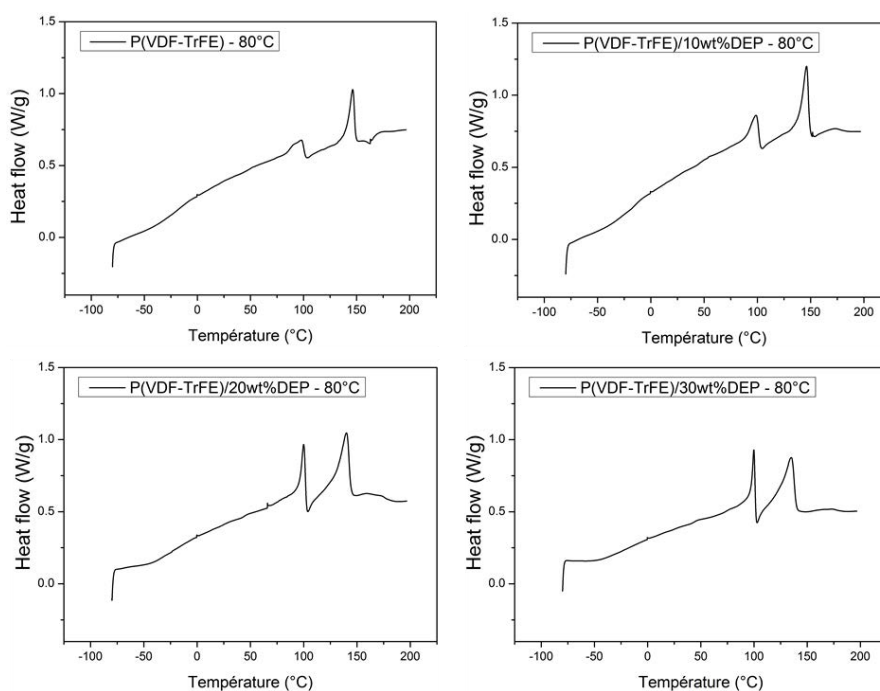 1.5
P(VDF-TrFE) - 80°C
1.0
0.5
0.0
Heat flow (W/g)
-100 -50 0 50 100 150 200
Température (°C)
1.5
P(VDF-TrFE)/10wt%DEP - 80°C
1.0
0.5
0.0
Heat flow (W/g)
-100 -50 0 50 100 150 200
Température (°C)
1.5
P(VDF-TrFE)/20wt%DEP - 80°C
1.0
0.5
0.0
Heat flow (W/g)
-100 -50 0 50 100 150 200
Température (°C)
1.5
P(VDF-TrFE)/30wt%DEP - 80°C
1.0
0.5
0.0
Heat flow (W/g)
-100 -50 0 50 100 150 200
Température (°C)